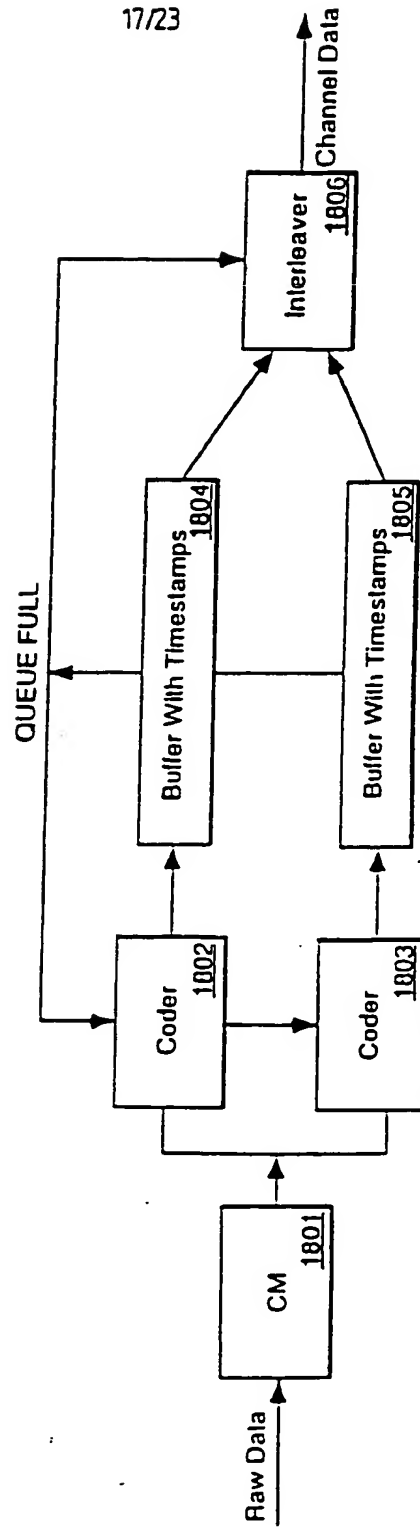 17/23
QUEUE FULL
Raw Data
CM
1801
Coder
1802
Coder
1803
Buffer With Timestamps
1804
Buffer With Timestamps
1805
Interleaver
1806
Channel Data